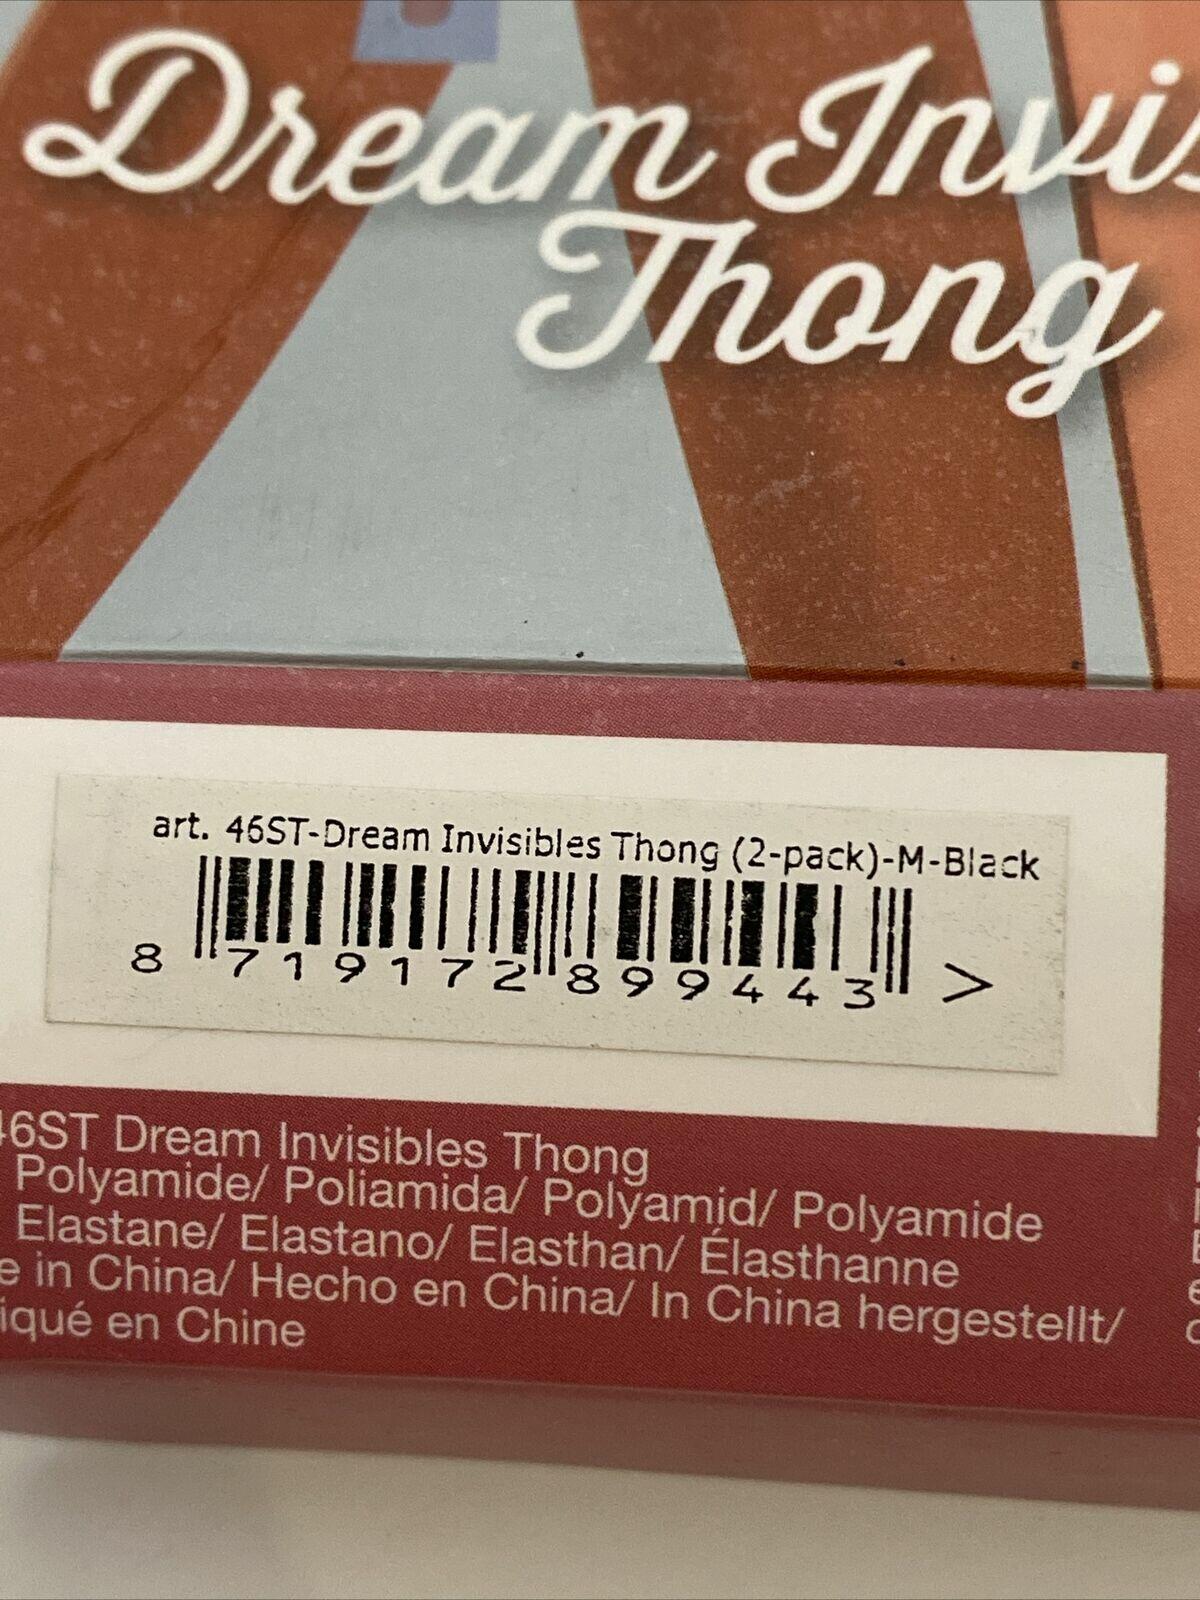 Dream Invis
Thong
art. 46ST-Dream Invisibles Thong (2-pack)-M-Black
8 719172 899443 >
46ST Dream Invisibles Thong
Polyamide/ Poliamida/ Polyamid/ Polyamide
Elastane/ Elastano/ Elasthan/ Élasthanne
e in China/ Hecho en China/ In China hergestellt/
iqué en Chine